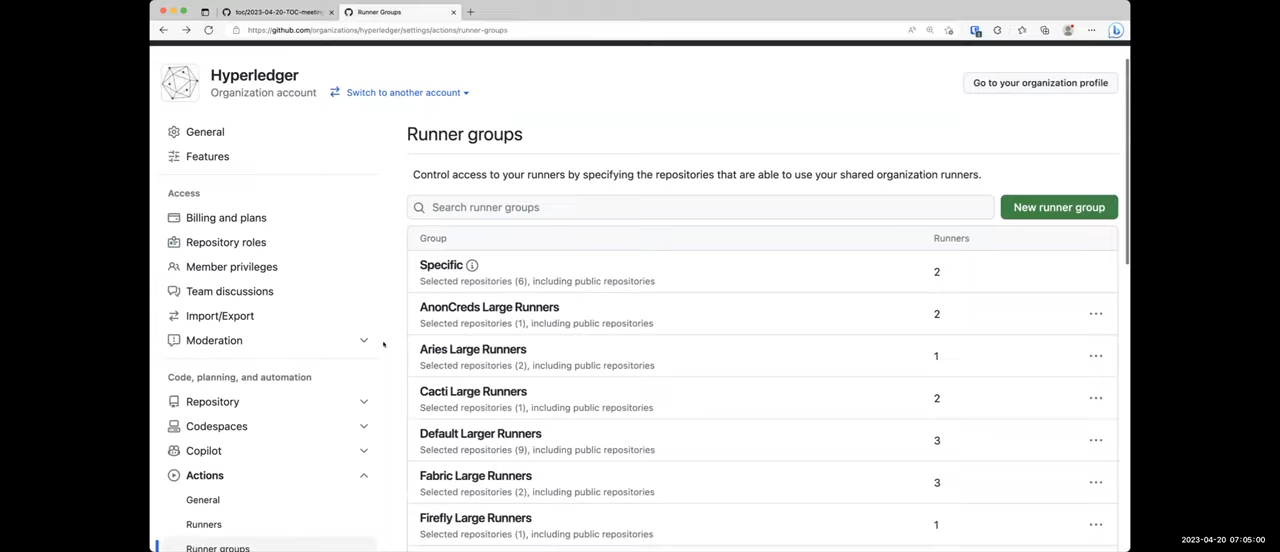 toc/2023-04-20-TOC-meeting
Runner Groups
https://github.com/organizations/hyperledger/settings/actions/runner-groups
Hyperledger
Organization account
Switch to another account
Go to your organization profile
General
Features
Access
Billing and plans
Repository roles
Member privileges
Team discussions
Import/Export
Moderation
Code, planning, and automation
Repository
Codespaces
Copilot
Actions
General
Runners
Runner groups
Runner groups
Control access to your runners by specifying the repositories that are able to use your shared organization runners.
Search runner groups
New runner group
Group Runners
Specific
Selected repositories (6), including public repositories
2
AnonCreds Large Runners
Selected repositories (1), including public repositories
2
Aries Large Runners
Selected repositories (2), including public repositories
1
Cacti Large Runners
Selected repositories (1), including public repositories
2
Default Larger Runners
Selected repositories (9), including public repositories
3
Fabric Large Runners
Selected repositories (2), including public repositories
3
Firefly Large Runners
Selected repositories (1), including public repositories
1
2023-04-20 07:05:00